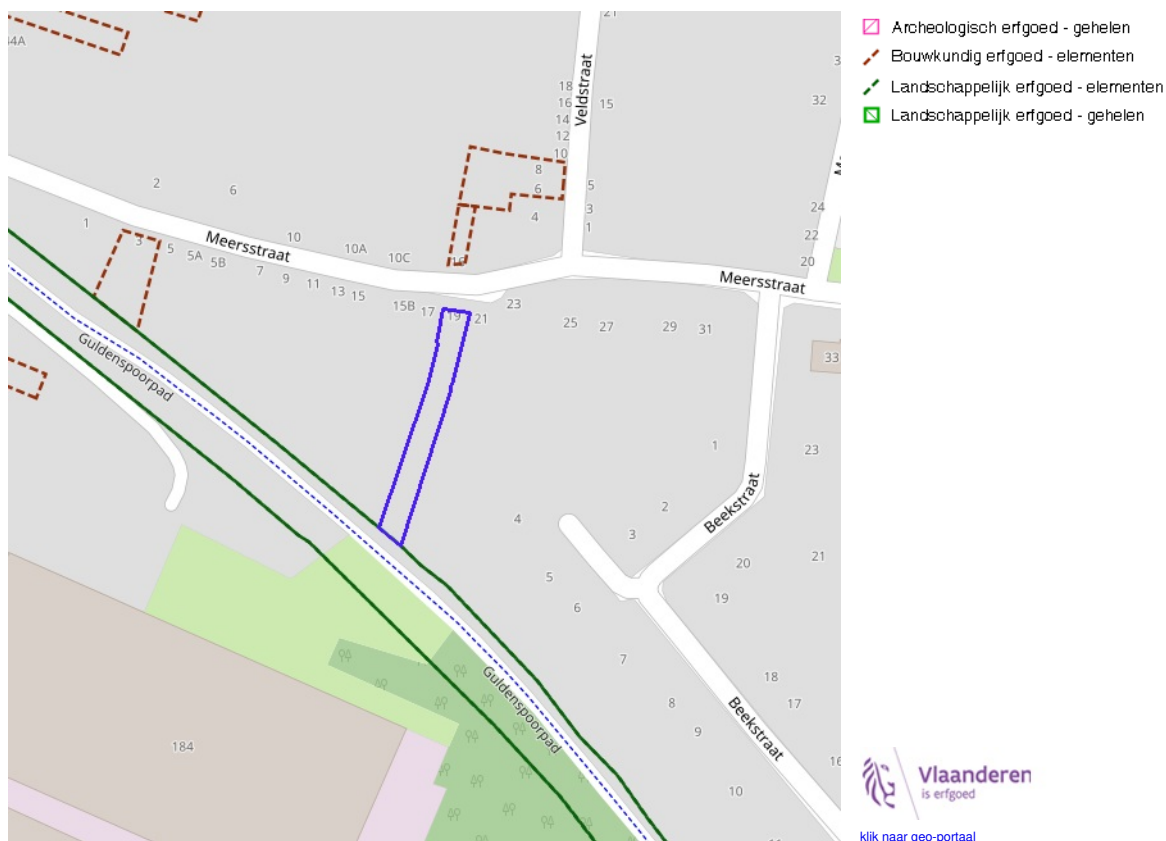 Archeologisch erfgoed - gehelen
Bouwkundig erfgoed - elementen
Landschappelijk erfgoed - elementen
Landschappelijk erfgoed - gehelen
21
Veldstraat
18
15
16
14
12
10
8
6
5
4
3
1
32
24
22
20
2
6
1
3
5
5A
5B
Meersstraat
10
10A
10C
7
9
11
13
15
15B
17
19
21
23
25
27
29
31
Meersstraat
33
Guldenspoorpad
1
23
Beekstraat
2
3
4
5
6
20
21
19
7
18
17
8
9
Guldenspoorpad
Beekstraat
184
10
Vlaanderen
is erfgoed
klik naar geo-portaal